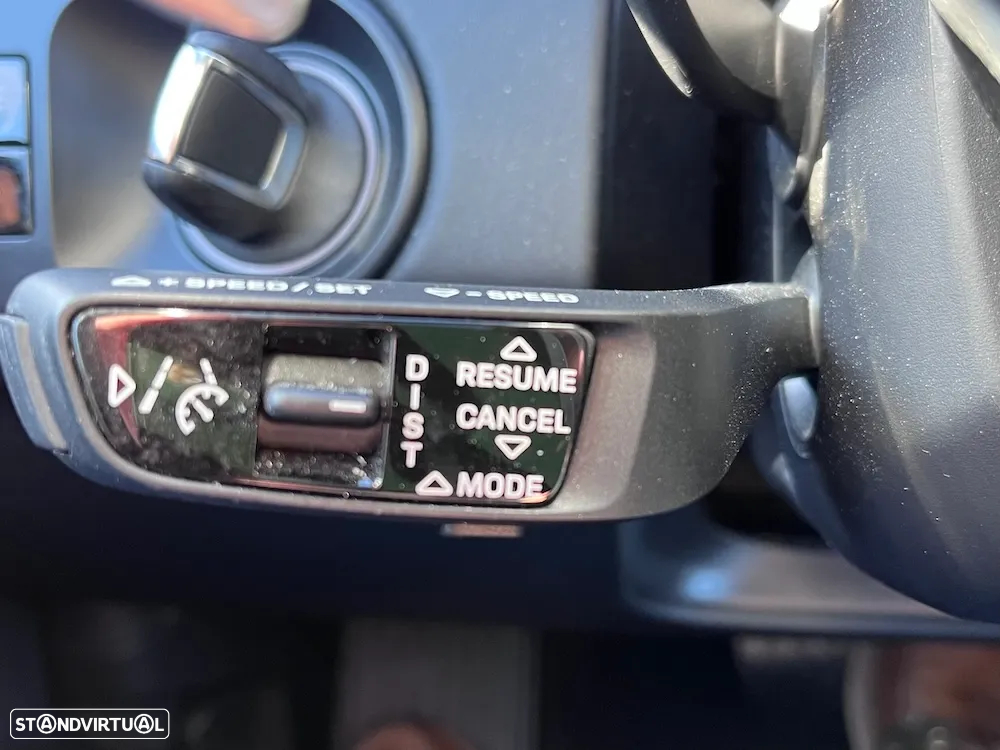 + SPEED/SET - SPEED
DIST
RESUME
CANCEL
MODE
STANDVIRTUAL